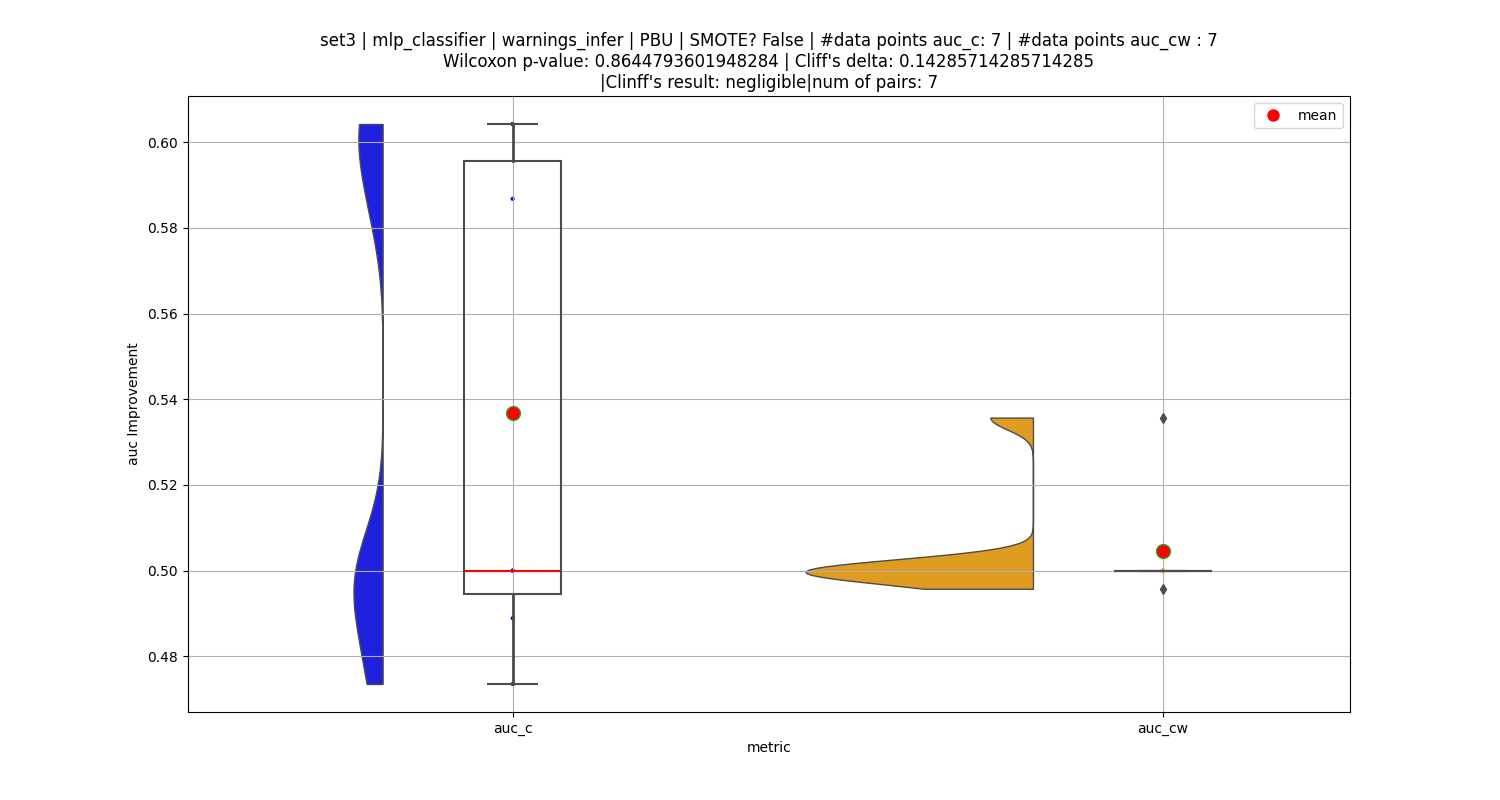 set3 | mlp_classifier | warnings_infer | PBU | SMOTE? False | #data points auc_c: 7 | #data points auc_cw : 7
Wilcoxon p-value: 0.8644793601948284 | Cliff's delta: 0.14285714285714285
|Clinff's result: negligible|num of pairs: 7
mean
0.60
0.58
0.56
0.54
0.52
0.50
0.48
auc Improvement
auc_c
auc_cw
metric